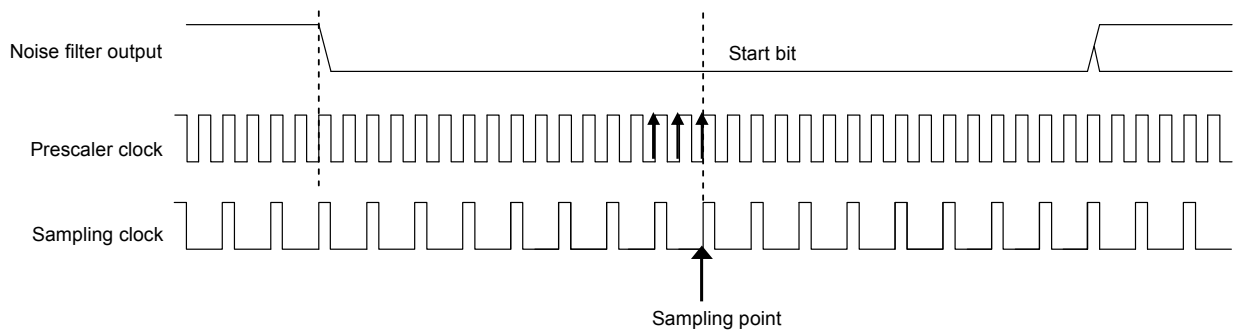 Noise filter output
Start bit
Prescaler clock
Sampling clock
Sampling point